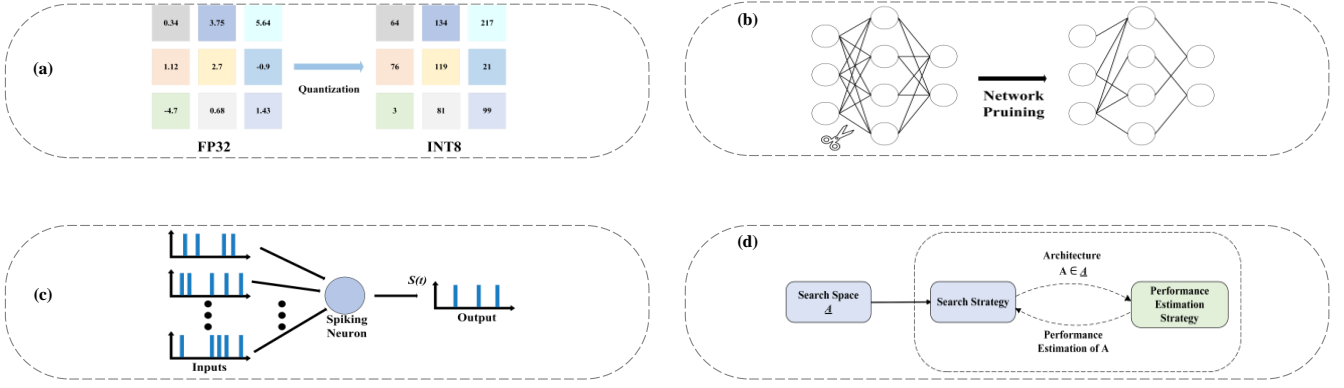 (a)
0.34 3.75 5.64
1.12 2.7 -0.9
-4.7 0.68 1.43
FP32
Quantization
64 134 217
76 119 21
3 81 99
INT8
(b)
Network
Pruining
(c)
Inputs
Spiking
Neuron
S(t)
Output
(d)
Search Space
A
Search Strategy
Architecture
A ∈ A
Performance
Estimation
Strategy
Performance
Estimation of A